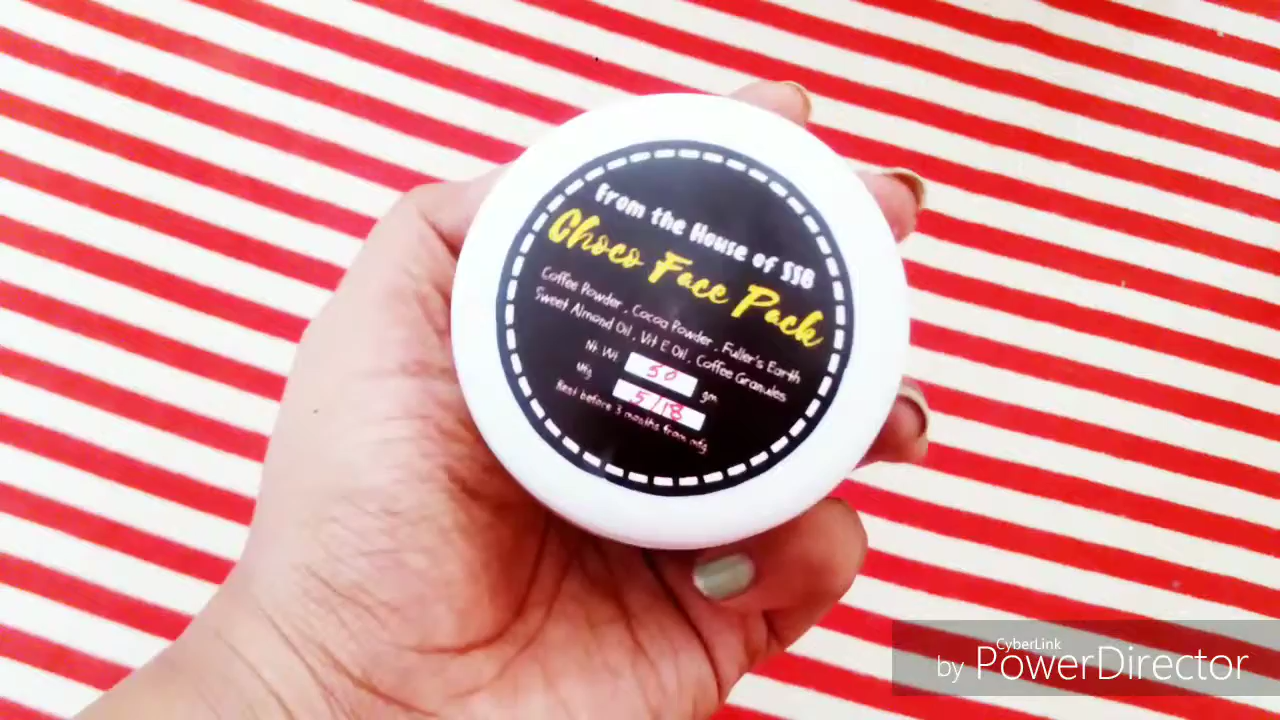 From the House of SSB
Choco Face Pack
Coffee Powder, Cocoa Powder, Fuller's Earth
Sweet Almond Oil, Vit E Oil, Coffee Granules
Nt. Wt. 50 gm
Mfg 5/18
Best before 3 months from mfg
CyberLink
by PowerDirector